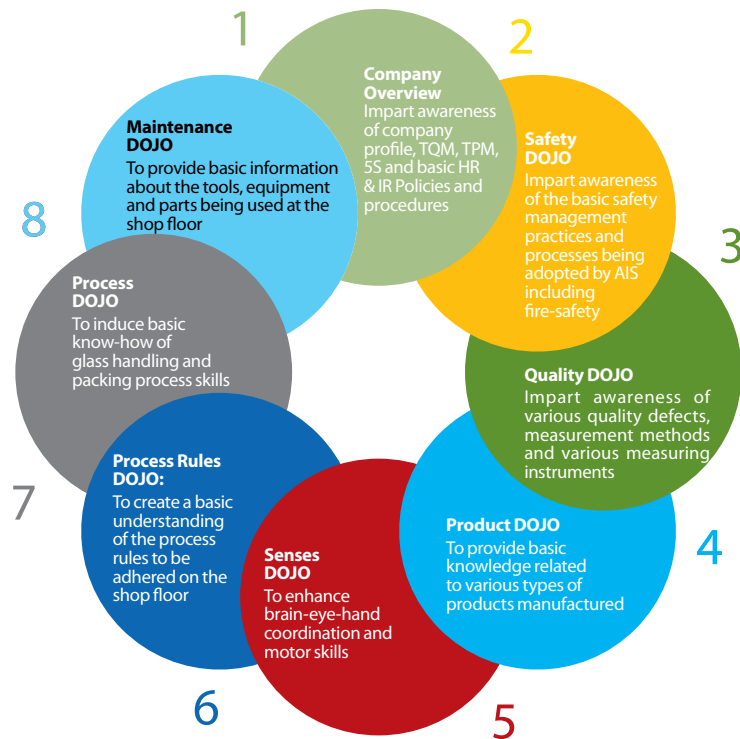 1
Company
Overview
Impart awareness
of company
profile, TQM, TPM,
5S and basic HR
& IR Policies and
procedures
2
Safety
DOJO
Impart awareness
of the basic safety
management
practices and
processes being
adopted by AIS
including
fire-safety
3
Quality DOJO
Impart awareness of
various quality defects,
measurement methods
and various measuring
instruments
4
Product DOJO
To provide basic
knowledge related
to various types of
products manufactured
5
Senses
DOJO
To enhance
brain-eye-hand
coordination and
motor skills
6
Process Rules
DOJO:
To create a basic
understanding
of the process
rules to be
adhered on the
shop floor
7
Process
DOJO
To induce basic
know-how of
glass handling and
packing process skills
8
Maintenance
DOJO
To provide basic information
about the tools, equipment
and parts being used at the
shop floor